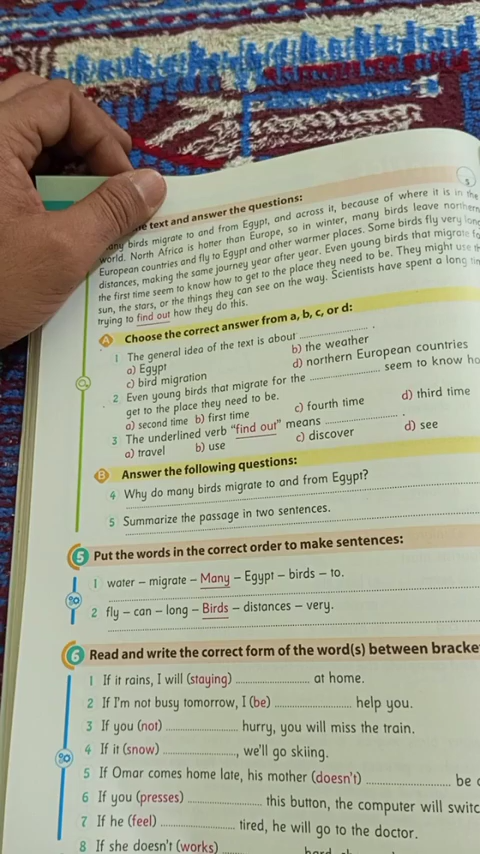 e text and answer the questions:
any birds migrate to and from Egypt, and across it, because of where it is in the
world. North Africa is hotter than Europe, so in winter, many birds leave northern
European countries and fly to Egypt and other warmer places. Some birds fly very long
distances, making the same journey year after year. Even young birds that migrate fo
the first time seem to know how to get to the place they need to be. They might use th
sun, the stars, or the things they can see on the way. Scientists have spent a long tim
trying to find out how they do this.
A Choose the correct answer from a, b, c, or d:
1 The general idea of the text is about .................... .
a) Egypt b) the weather
c) bird migration d) northern European countries
2 Even young birds that migrate for the .................... seem to know ho
get to the place they need to be.
a) second time b) first time c) fourth time d) third time
3 The underlined verb "find out" means .................... .
a) travel b) use c) discover d) see
B Answer the following questions:
4 Why do many birds migrate to and from Egypt?
5 Summarize the passage in two sentences.
5 Put the words in the correct order to make sentences:
1 water – migrate – Many – Egypt – birds – to.
2 fly – can – long – Birds – distances – very.
6 Read and write the correct form of the word(s) between bracke
1 If it rains, I will (staying) .................... at home.
2 If I'm not busy tomorrow, I (be) .................... help you.
3 If you (not) .................... hurry, you will miss the train.
4 If it (snow) ...................., we'll go skiing.
5 If Omar comes home late, his mother (doesn't) .................... be
6 If you (presses) .................... this button, the computer will switc
7 If he (feel) .................... tired, he will go to the doctor.
8 If she doesn't (works) ....................